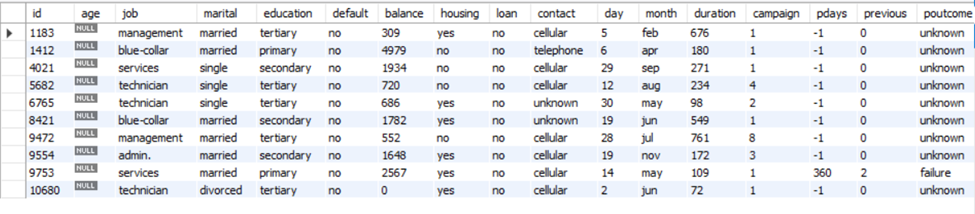 id age job marital education default balance housing loan contact day month duration campaign pdays previous poutcome
1183 NULL management married tertiary no 309 yes no cellular 5 feb 676 1 -1 0 unknown
1412 NULL blue-collar married primary no 4979 no no telephone 6 apr 180 1 -1 0 unknown
4021 NULL services single secondary no 1934 no no cellular 29 sep 271 1 -1 0 unknown
5682 NULL technician single tertiary no 720 no no cellular 12 aug 234 4 -1 0 unknown
6765 NULL technician single tertiary no 686 yes no unknown 30 may 98 2 -1 0 unknown
8421 NULL blue-collar married secondary no 1782 yes no unknown 19 jun 549 1 -1 0 unknown
9472 NULL management married tertiary no 552 no no cellular 28 jul 761 8 -1 0 unknown
9554 NULL admin. married secondary no 1648 yes no cellular 19 nov 172 3 -1 0 unknown
9753 NULL services married primary no 2567 yes no cellular 14 may 109 1 360 2 failure
10680 NULL technician divorced tertiary no 0 yes no cellular 2 jun 72 1 -1 0 unknown